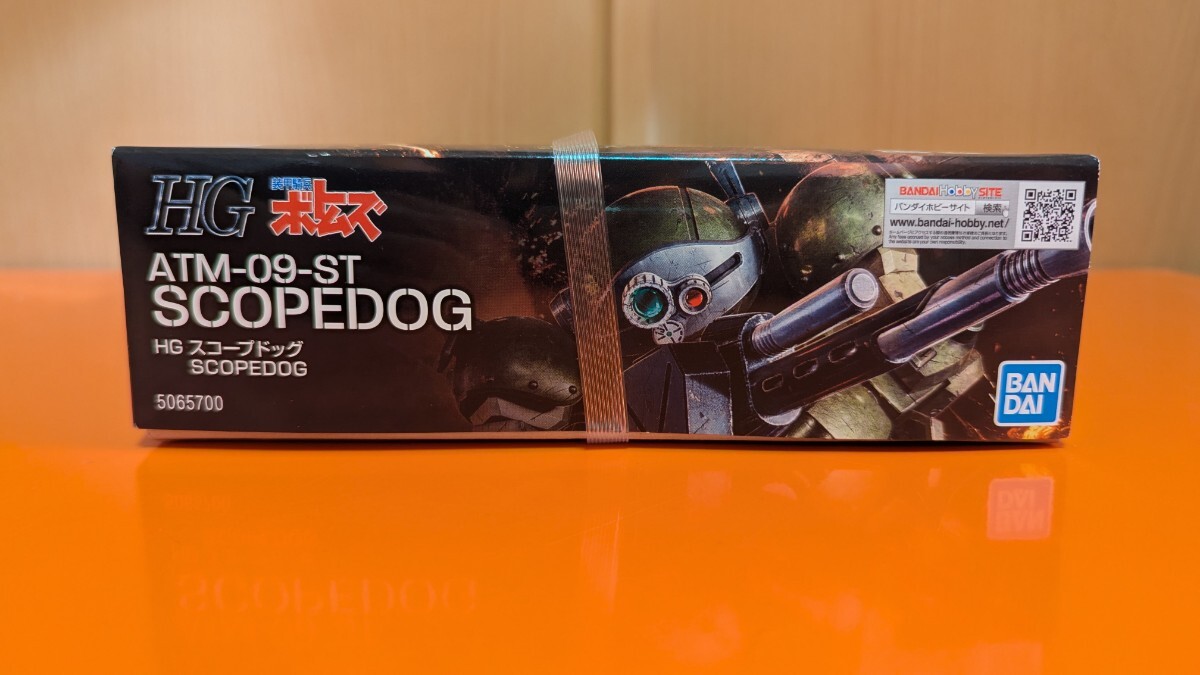 HG 装甲騎兵
ボトムズ
ATM-09-ST
SCOPEDOG
HG スコープドッグ
SCOPEDOG
5065700
BANDAI Hobby SITE
バンダイホビーサイト 検索
www.bandai-hobby.net/
BAN
DAI